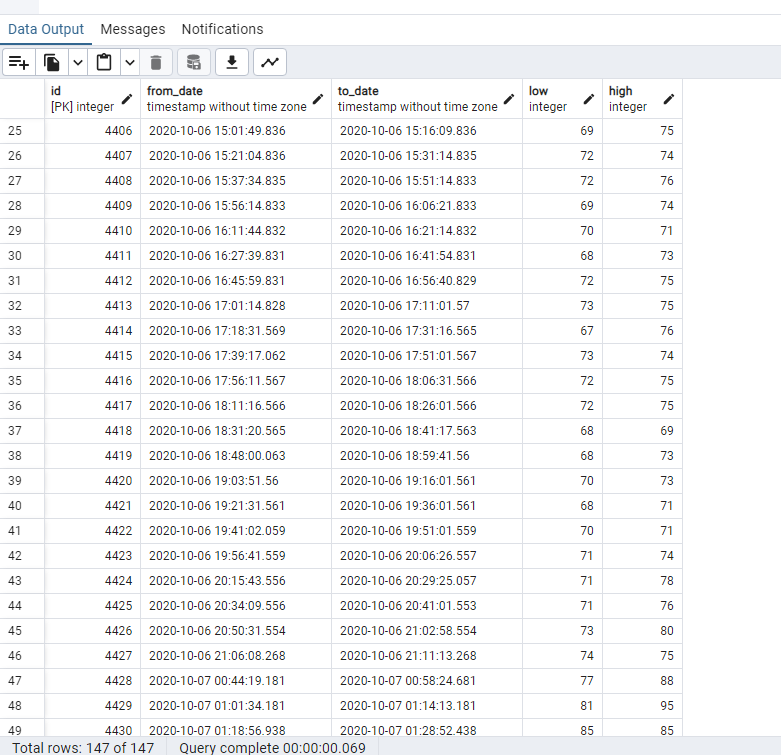 Data Output Messages Notifications
id from_date to_date low high
[PK] integer timestamp without time zone timestamp without time zone integer integer
25 4406 2020-10-06 15:01:49.836 2020-10-06 15:16:09.836 69 75
26 4407 2020-10-06 15:21:04.836 2020-10-06 15:31:14.835 72 74
27 4408 2020-10-06 15:37:34.835 2020-10-06 15:51:14.833 72 76
28 4409 2020-10-06 15:56:14.833 2020-10-06 16:06:21.833 69 74
29 4410 2020-10-06 16:11:44.832 2020-10-06 16:21:14.832 70 71
30 4411 2020-10-06 16:27:39.831 2020-10-06 16:41:54.831 68 73
31 4412 2020-10-06 16:45:59.831 2020-10-06 16:56:40.829 72 75
32 4413 2020-10-06 17:01:14.828 2020-10-06 17:11:01.57 73 75
33 4414 2020-10-06 17:18:31.569 2020-10-06 17:31:16.565 67 76
34 4415 2020-10-06 17:39:17.062 2020-10-06 17:51:01.567 73 74
35 4416 2020-10-06 17:56:11.567 2020-10-06 18:06:31.566 72 75
36 4417 2020-10-06 18:11:16.566 2020-10-06 18:26:01.566 72 75
37 4418 2020-10-06 18:31:20.565 2020-10-06 18:41:17.563 68 69
38 4419 2020-10-06 18:48:00.063 2020-10-06 18:59:41.56 68 73
39 4420 2020-10-06 19:03:51.56 2020-10-06 19:16:01.561 70 73
40 4421 2020-10-06 19:21:31.561 2020-10-06 19:36:01.561 68 71
41 4422 2020-10-06 19:41:02.059 2020-10-06 19:51:01.559 70 71
42 4423 2020-10-06 19:56:41.559 2020-10-06 20:06:26.557 71 74
43 4424 2020-10-06 20:15:43.556 2020-10-06 20:29:25.057 71 78
44 4425 2020-10-06 20:34:09.556 2020-10-06 20:41:01.553 71 76
45 4426 2020-10-06 20:50:31.554 2020-10-06 21:02:58.554 73 80
46 4427 2020-10-06 21:06:08.268 2020-10-06 21:11:13.268 74 75
47 4428 2020-10-07 00:44:19.181 2020-10-07 00:58:24.681 77 88
48 4429 2020-10-07 01:01:34.181 2020-10-07 01:14:13.181 81 95
49 4430 2020-10-07 01:18:56.938 2020-10-07 01:28:52.438 85 85
Total rows: 147 of 147 Query complete 00:00:00.069